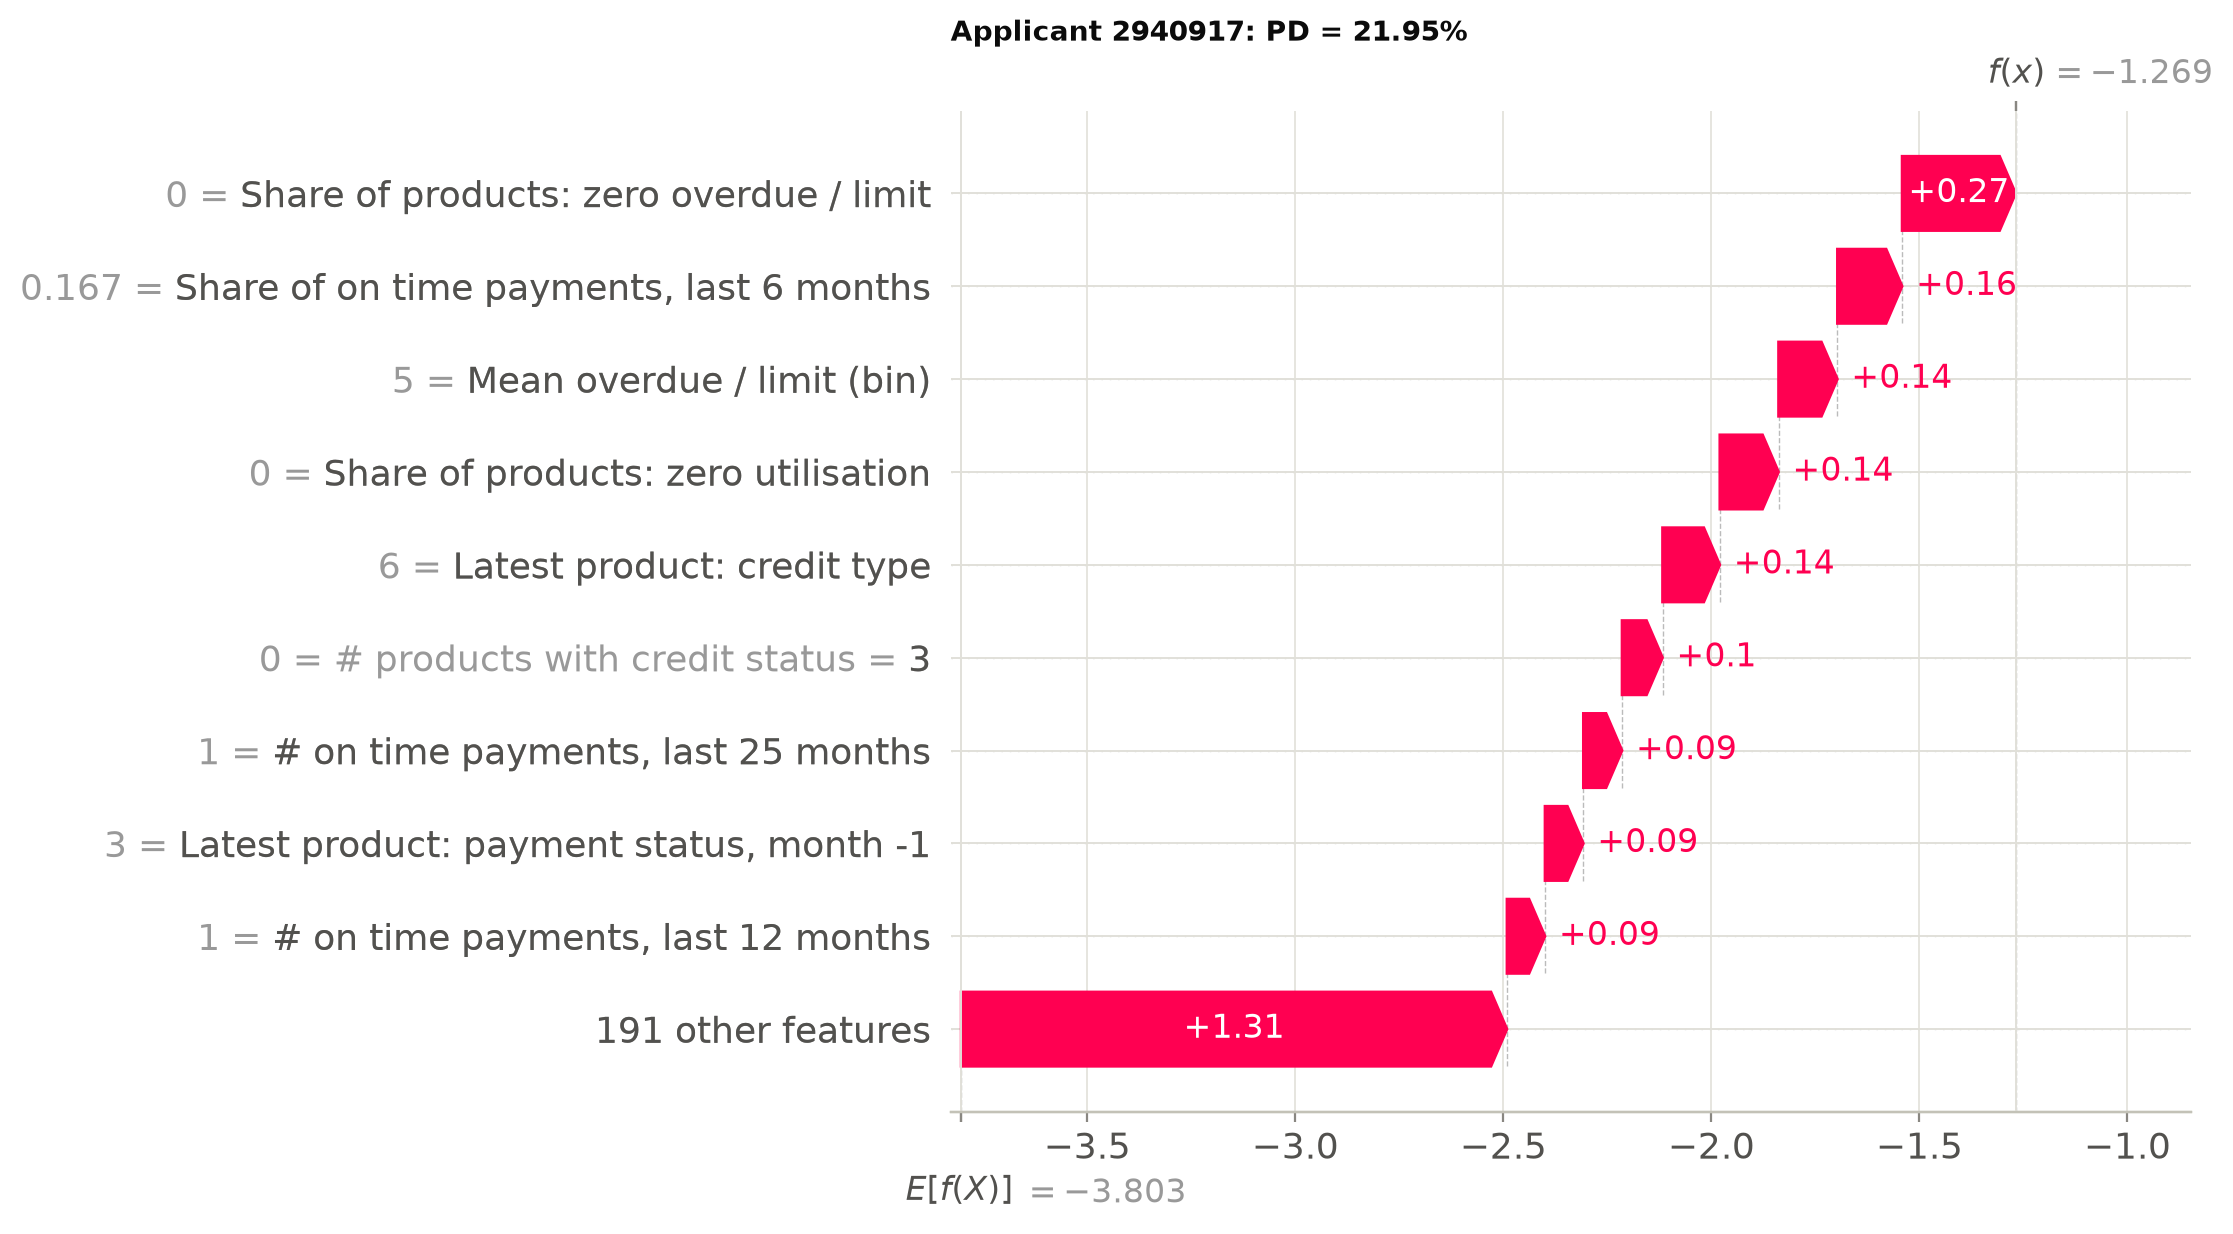 Applicant 2940917: PD = 21.95%
f(x) = −1.269
0 = Share of products: zero overdue / limit
+0.27
0.167 = Share of on time payments, last 6 months
+0.16
5 = Mean overdue / limit (bin)
+0.14
0 = Share of products: zero utilisation
+0.14
6 = Latest product: credit type
+0.14
0 = # products with credit status = 3
+0.1
1 = # on time payments, last 25 months
+0.09
3 = Latest product: payment status, month -1
+0.09
1 = # on time payments, last 12 months
+0.09
191 other features
+1.31
−3.5 −3.0 −2.5 −2.0 −1.5 −1.0
E[f(X)] = −3.803